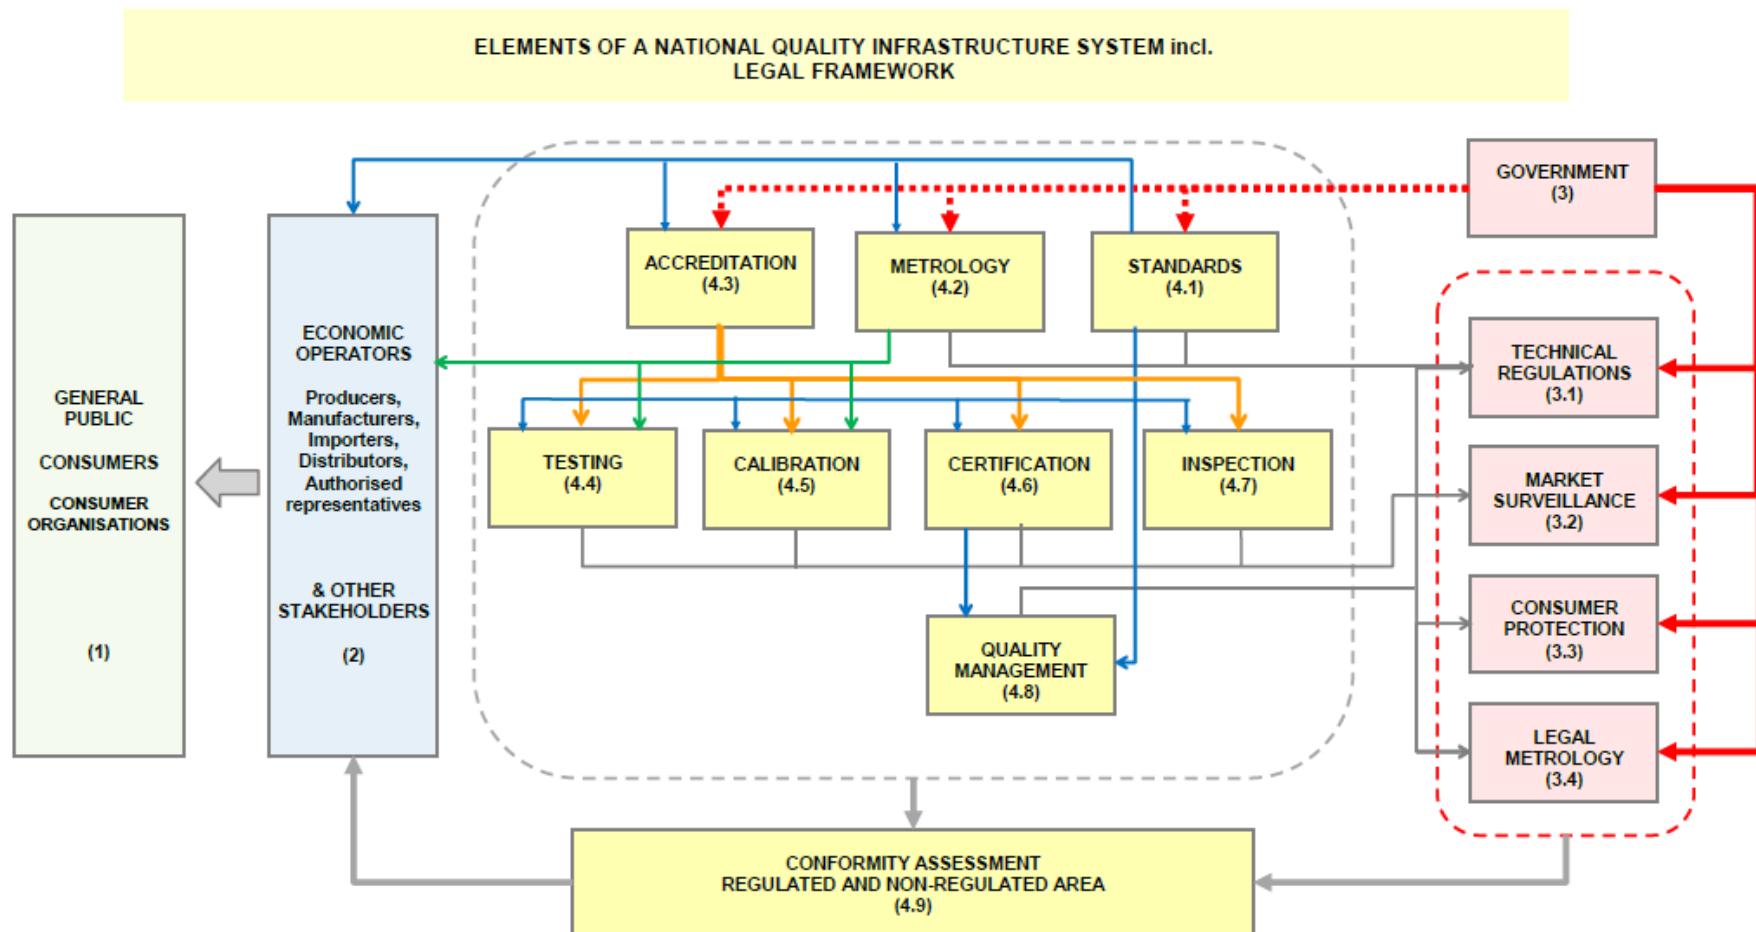 ELEMENTS OF A NATIONAL QUALITY INFRASTRUCTURE SYSTEM incl.
LEGAL FRAMEWORK
GENERAL
PUBLIC
CONSUMERS
CONSUMER
ORGANISATIONS
(1)
ECONOMIC
OPERATORS
Producers,
Manufacturers,
Importers,
Distributors,
Authorised
representatives
& OTHER
STAKEHOLDERS
(2)
ACCREDITATION
(4.3)
METROLOGY
(4.2)
STANDARDS
(4.1)
TESTING
(4.4)
CALIBRATION
(4.5)
CERTIFICATION
(4.6)
INSPECTION
(4.7)
QUALITY
MANAGEMENT
(4.8)
GOVERNMENT
(3)
TECHNICAL
REGULATIONS
(3.1)
MARKET
SURVEILLANCE
(3.2)
CONSUMER
PROTECTION
(3.3)
LEGAL
METROLOGY
(3.4)
CONFORMITY ASSESSMENT
REGULATED AND NON-REGULATED AREA
(4.9)